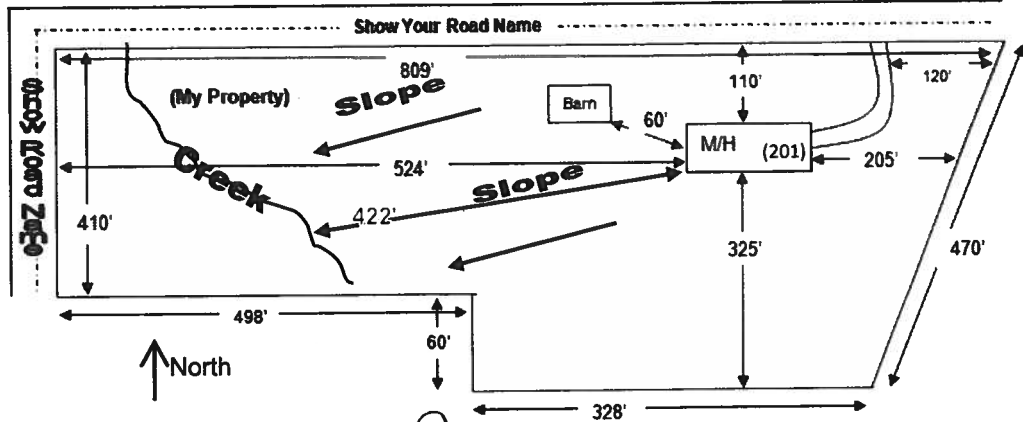 Show Your Road Name
Show Road Name
809'
(My Property)
Slope
110'
120'
Barn
60'
M/H
(201)
524'
205'
Creek
Slope
422'
410'
325'
470'
498'
60'
North
328'